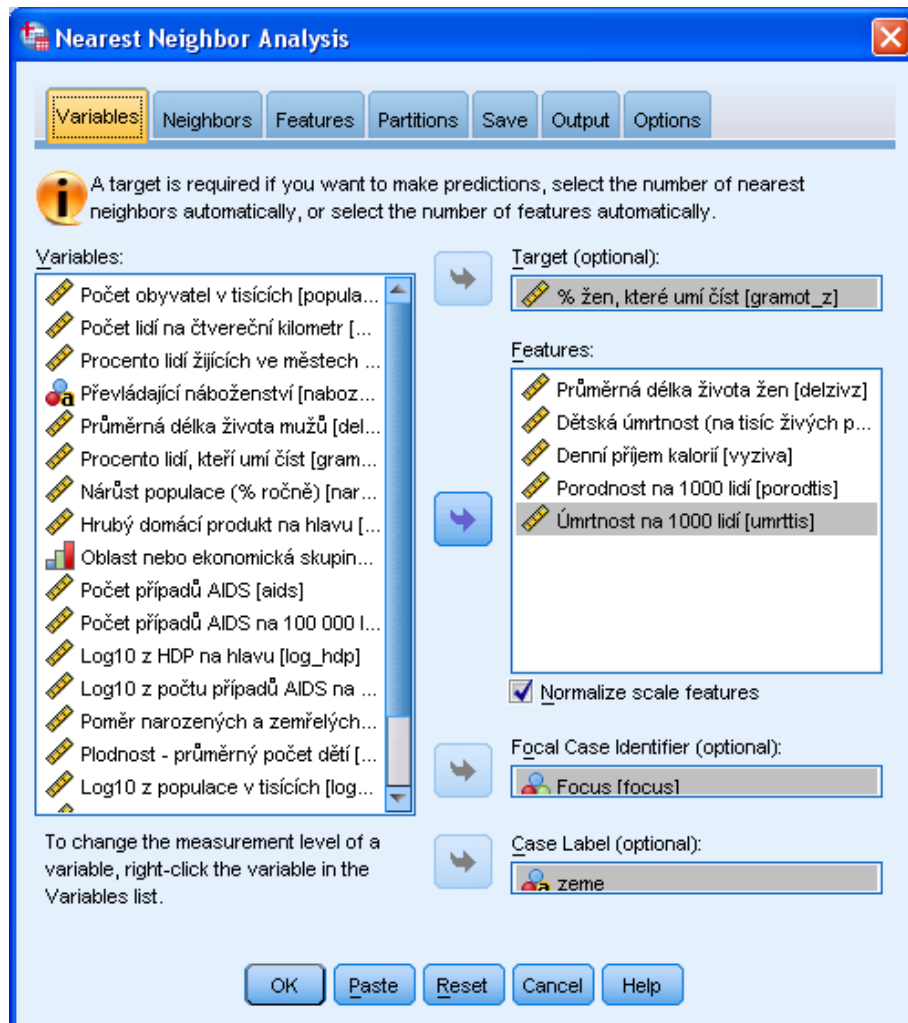 Nearest Neighbor Analysis
Variables Neighbors Features Partitions Save Output Options
A target is required if you want to make predictions, select the number of nearest
neighbors automatically, or select the number of features automatically.
Variables:
Počet obyvatel v tisících [popula...
Počet lidí na čtvereční kilometr [...
Procento lidí žijících ve městech ...
Převládající náboženství [naboz...
Průměrná délka života mužů [del...
Procento lidí, kteří umí číst [gram...
Nárůst populace (% ročně) [nar...
Hrubý domácí produkt na hlavu [...
Oblast nebo ekonomická skupin...
Počet případů AIDS [aids]
Počet případů AIDS na 100 000 l...
Log10 z HDP na hlavu [log_hdp]
Log10 z počtu případů AIDS na ...
Poměr narozených a zemřelých...
Plodnost - průměrný počet dětí [...
Log10 z populace v tisících [log...
To change the measurement level of a
variable, right-click the variable in the
Variables list.
Target (optional):
% žen, které umí číst [gramot_z]
Features:
Průměrná délka života žen [delzivz]
Dětská úmrtnost (na tisíc živých p...
Denní příjem kalorií [vyziva]
Porodnost na 1000 lidí [porodtis]
Úmrtnost na 1000 lidí [umrttis]
Normalize scale features
Focal Case Identifier (optional):
Focus [focus]
Case Label (optional):
zeme
OK Paste Reset Cancel Help